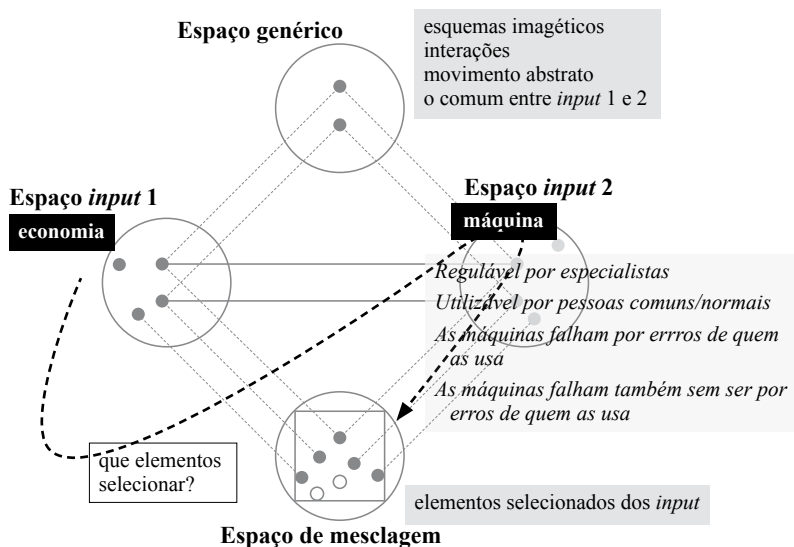 Espaço genérico
esquemas imagéticos
interações
movimento abstrato
o comum entre input 1 e 2
Espaço input 1
economia
Espaço input 2
máquina
Regulável por especialistas
Utilizável por pessoas comuns/normais
As máquinas falham por errros de quem
as usa
As máquinas falham também sem ser por
erros de quem as usa
que elementos
selecionar?
elementos selecionados dos input
Espaço de mesclagem